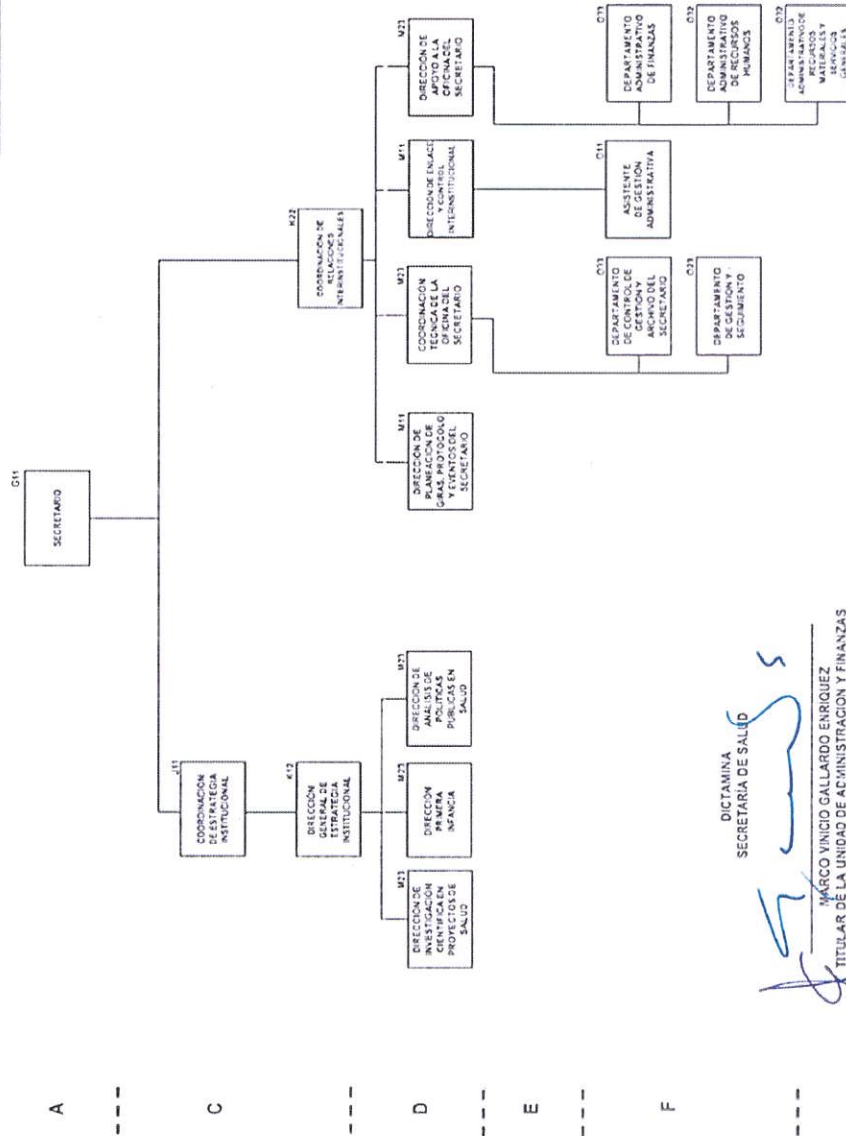 A
C
D
E
F
G11
SECRETARIO
J11
COORDINACIÓN
DE ESTRATEGIA
INSTITUCIONAL
K12
DIRECCIÓN
GENERAL DE
ESTRATEGIA
INSTITUCIONAL
K22
COORDINACIÓN DE
RELACIONES
INTERINSTITUCIONALES
M23
DIRECCIÓN DE
INVESTIGACIÓN
CIENTÍFICA EN
PROYECTOS DE
SALUD
M23
DIRECCIÓN
PRIMERA
INFANCIA
M23
DIRECCIÓN DE
ANÁLISIS DE
POLÍTICAS
PÚBLICAS EN
SALUD
M11
DIRECCIÓN DE
PLANEACIÓN DE
GIRAS, PROTOCOLO
Y EVENTOS DEL
SECRETARIO
M23
COORDINACIÓN
TÉCNICA DE LA
OFICINA DEL
SECRETARIO
M11
DIRECCIÓN DE ENLACE
Y CONTROL
INTERINSTITUCIONAL
M23
DIRECCIÓN DE
APOYO A LA
OFICINA DEL
SECRETARIO
O33
DEPARTAMENTO
DE CONTROL DE
GESTIÓN Y
ARCHIVO DEL
SECRETARIO
O11
ASISTENTE
DE GESTIÓN
ADMINISTRATIVA
DEPARTAMENTO
ADMINISTRATIVO
DE FINANZAS
O23
DEPARTAMENTO
DE GESTIÓN Y
SEGUIMIENTO
O32
DEPARTAMENTO
ADMINISTRATIVO
DE RECURSOS
HUMANOS
O32
DEPARTAMENTO
ADMINISTRATIVO DE
RECURSOS
MATERIALES Y
SERVICIOS
GENERALES
DICTAMINA
SECRETARÍA DE SALUD
MARCO VINICIO GALLARDO ENRIQUEZ
TITULAR DE LA UNIDAD DE ADMINISTRACION Y FINANZAS